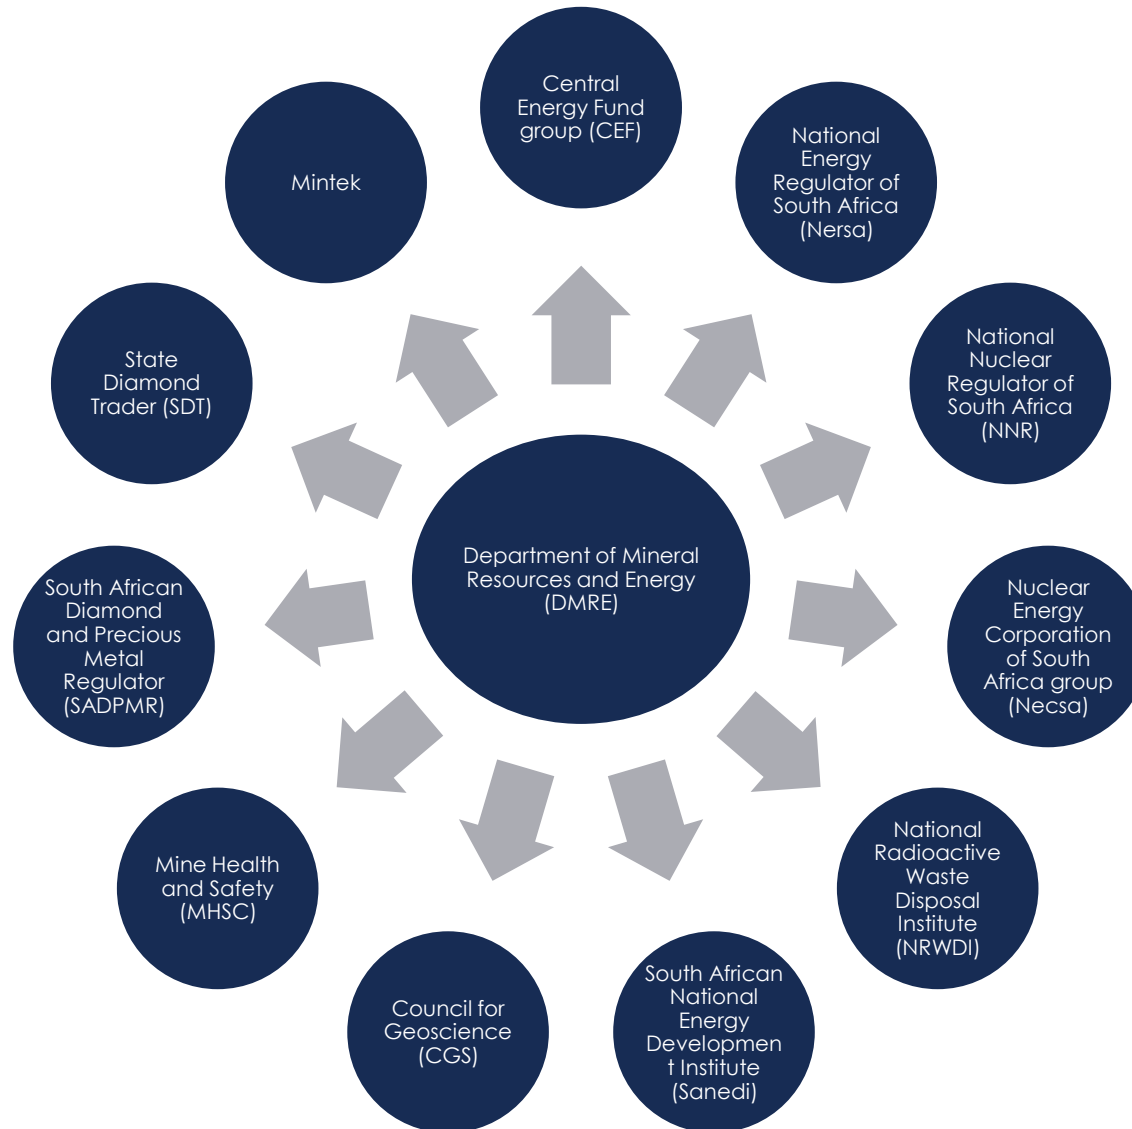 Central
Energy Fund
group (CEF)
National
Energy
Regulator of
South Africa
(Nersa)
National
Nuclear
Regulator of
South Africa
(NNR)
Nuclear
Energy
Corporation
of South
Africa group
(Necsa)
National
Radioactive
Waste
Disposal
Institute
(NRWDI)
South African
National
Energy
Developmen
t Institute
(Sanedi)
Council for
Geoscience
(CGS)
Mine Health
and Safety
(MHSC)
South African
Diamond
and Precious
Metal
Regulator
(SADPMR)
State
Diamond
Trader (SDT)
Mintek
Department of Mineral
Resources and Energy
(DMRE)